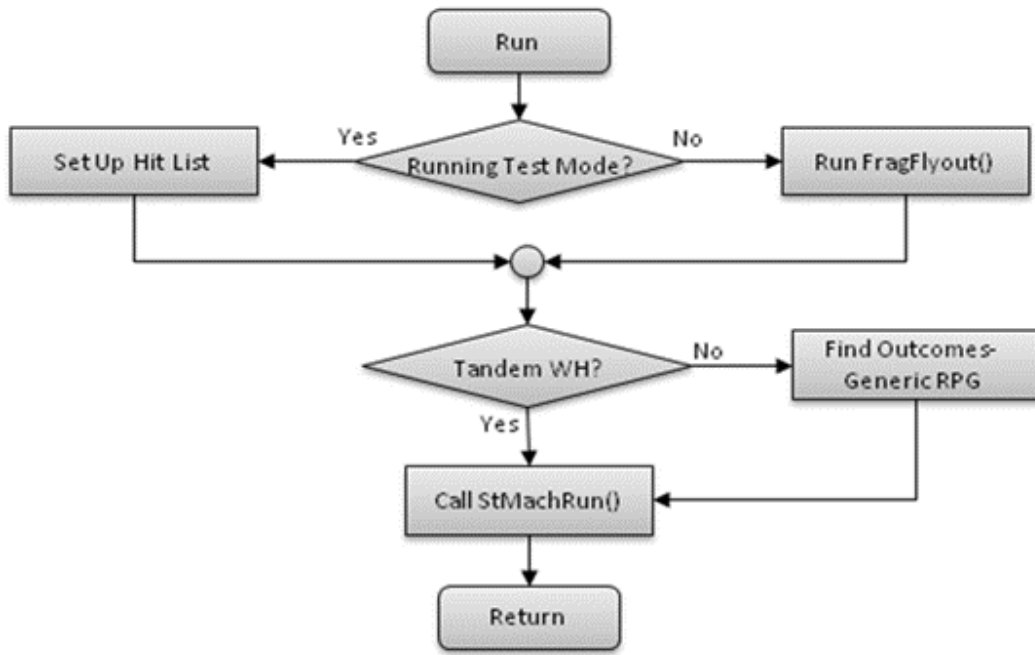 Run
Yes
No
Set Up Hit List
Running Test Mode?
Run FragFlyout()
Tandem WH?
No
Find Outcomes-
Generic RPG
Yes
Call StMachRun()
Return